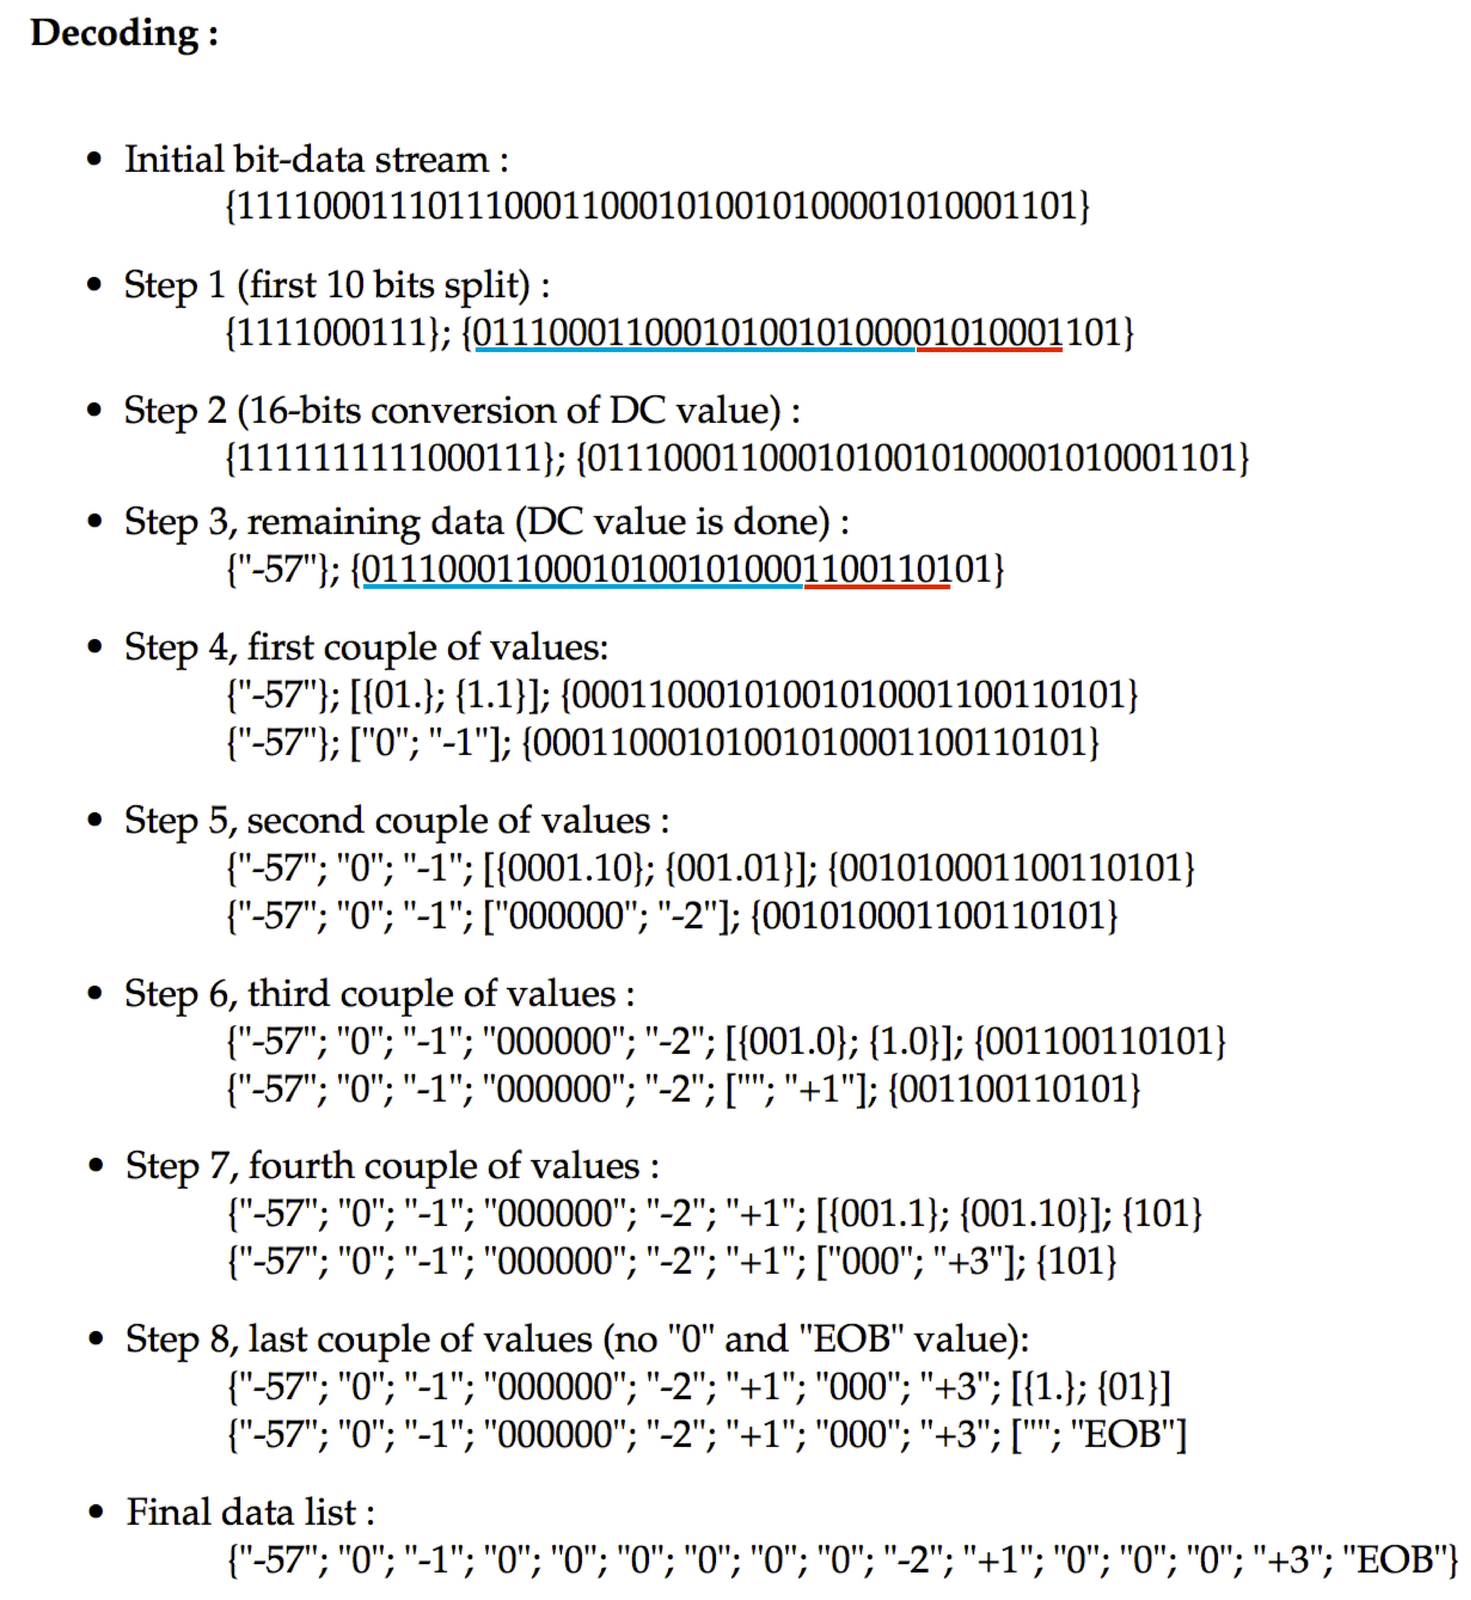 Decoding :
• Initial bit-data stream :
{11110001110111000110001010010100001010001101}
• Step 1 (first 10 bits split) :
{1111000111}; {0111000110001010010100001010001101}
• Step 2 (16-bits conversion of DC value) :
{1111111111000111}; {0111000110001010010100001010001101}
• Step 3, remaining data (DC value is done) :
{"-57"}; {011100011000101001010001100110101}
• Step 4, first couple of values:
{"-57"}; [{01.}; {1.1}]; {00011000101001010001100110101}
{"-57"}; ["0"; "-1"]; {00011000101001010001100110101}
• Step 5, second couple of values :
{"-57"; "0"; "-1"; [{0001.10}; {001.01}]; {001010001100110101}
{"-57"; "0"; "-1"; ["000000"; "-2"]; {001010001100110101}
• Step 6, third couple of values :
{"-57"; "0"; "-1"; "000000"; "-2"; [{001.0}; {1.0}]; {001100110101}
{"-57"; "0"; "-1"; "000000"; "-2"; [""; "+1"]; {001100110101}
• Step 7, fourth couple of values :
{"-57"; "0"; "-1"; "000000"; "-2"; "+1"; [{001.1}; {001.10}]; {101}
{"-57"; "0"; "-1"; "000000"; "-2"; "+1"; ["000"; "+3"]; {101}
• Step 8, last couple of values (no "0" and "EOB" value):
{"-57"; "0"; "-1"; "000000"; "-2"; "+1"; "000"; "+3"; [{1.}; {01}]
{"-57"; "0"; "-1"; "000000"; "-2"; "+1"; "000"; "+3"; [""; "EOB"]
• Final data list :
{"-57"; "0"; "-1"; "0"; "0"; "0"; "0"; "0"; "0"; "-2"; "+1"; "0"; "0"; "0"; "+3"; "EOB"}